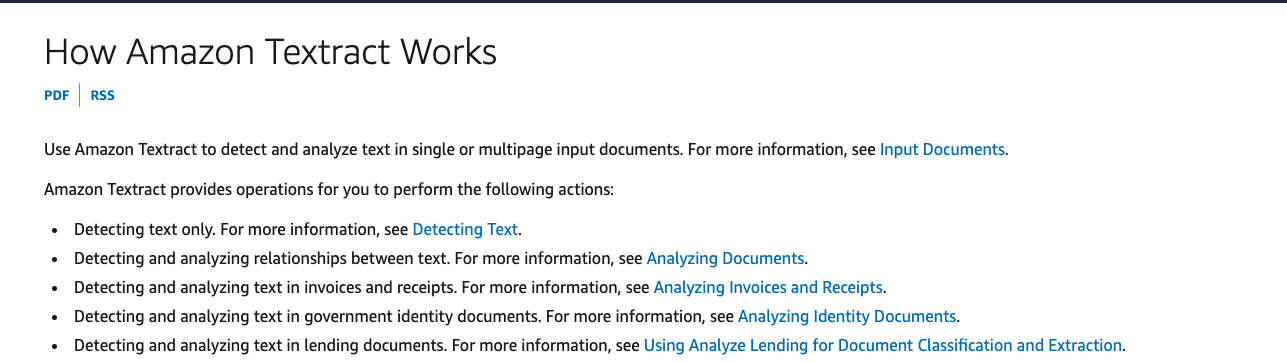 How Amazon Textract Works
PDF | RSS
Use Amazon Textract to detect and analyze text in single or multipage input documents. For more information, see Input Documents.
Amazon Textract provides operations for you to perform the following actions:
• Detecting text only. For more information, see Detecting Text.
• Detecting and analyzing relationships between text. For more information, see Analyzing Documents.
• Detecting and analyzing text in invoices and receipts. For more information, see Analyzing Invoices and Receipts.
• Detecting and analyzing text in government identity documents. For more information, see Analyzing Identity Documents.
• Detecting and analyzing text in lending documents. For more information, see Using Analyze Lending for Document Classification and Extraction.